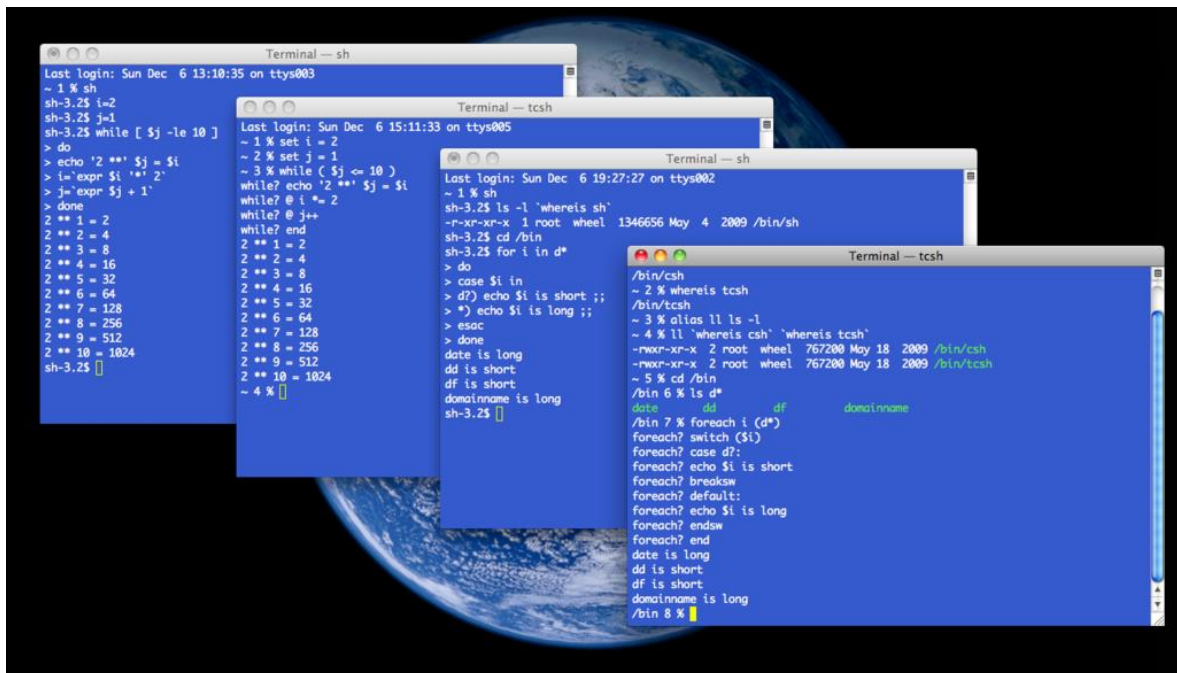 Terminal — sh
Last login: Sun Dec  6 13:10:35 on ttys003
~ 1 % sh
sh-3.2$ i=2
sh-3.2$ j=1
sh-3.2$ while [ $j -le 10 ]
> do
> echo '2 **' $j = $i
> i=`expr $i '*' 2`
> j=`expr $j + 1`
> done
2 ** 1 = 2
2 ** 2 = 4
2 ** 3 = 8
2 ** 4 = 16
2 ** 5 = 32
2 ** 6 = 64
2 ** 7 = 128
2 ** 8 = 256
2 ** 9 = 512
2 ** 10 = 1024
sh-3.2$
Terminal — tcsh
Last login: Sun Dec  6 15:11:33 on ttys005
~ 1 % set i = 2
~ 2 % set j = 1
~ 3 % while ( $j <= 10 )
while? echo '2 **' $j = $i
while? @ i *= 2
while? @ j++
while? end
2 ** 1 = 2
2 ** 2 = 4
2 ** 3 = 8
2 ** 4 = 16
2 ** 5 = 32
2 ** 6 = 64
2 ** 7 = 128
2 ** 8 = 256
2 ** 9 = 512
2 ** 10 = 1024
~ 4 %
Terminal — sh
Last login: Sun Dec  6 19:27:27 on ttys002
~ 1 % sh
sh-3.2$ ls -l `whereis sh`
-r-xr-xr-x  1 root  wheel  1346656 May  4  2009 /bin/sh
sh-3.2$ cd /bin
sh-3.2$ for i in d*
> do
> case $i in
> d?) echo $i is short ;;
> *) echo $i is long ;;
> esac
> done
date is long
dd is short
df is short
domainname is long
sh-3.2$
Terminal — tcsh
/bin/csh
~ 2 % whereis tcsh
/bin/tcsh
~ 3 % alias ll ls -l
~ 4 % ll `whereis csh` `whereis tcsh`
-rwxr-xr-x  2 root  wheel  767200 May 18  2009 /bin/csh
-rwxr-xr-x  2 root  wheel  767200 May 18  2009 /bin/tcsh
~ 5 % cd /bin
/bin 6 % ls d*
date       dd         df         domainname
/bin 7 % foreach i (d*)
foreach? switch ($i)
foreach? case d?:
foreach? echo $i is short
foreach? breaksw
foreach? default:
foreach? echo $i is long
foreach? endsw
foreach? end
date is long
dd is short
df is short
domainname is long
/bin 8 %